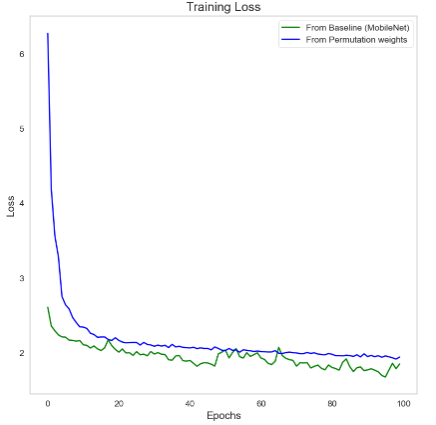 Training Loss
From Baseline (MobileNet)
From Permutation weights
6
5
4
3
2
Loss
0 20 40 60 80 100
Epochs